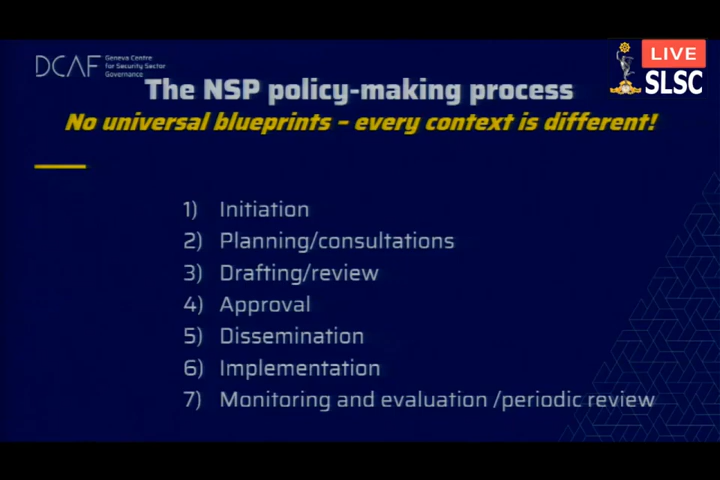 DCAF
Geneva Centre
for Security Sector
Governance
LIVE
SLSC
The NSP policy-making process
No universal blueprints – every context is different!
1) Initiation
2) Planning/consultations
3) Drafting/review
4) Approval
5) Dissemination
6) Implementation
7) Monitoring and evaluation /periodic review